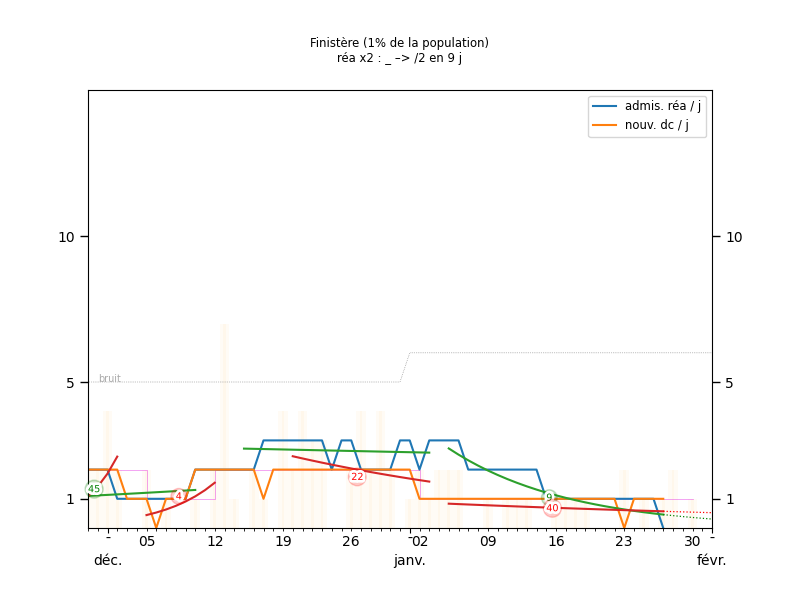 Finistère (1% de la population)
réa x2 : _ –> /2 en 9 j
admis. réa / j
nouv. dc / j
10
10
bruit
5
5
45
4
22
9
40
1
1
05
12
19
26
02
09
16
23
30
déc.
janv.
févr.